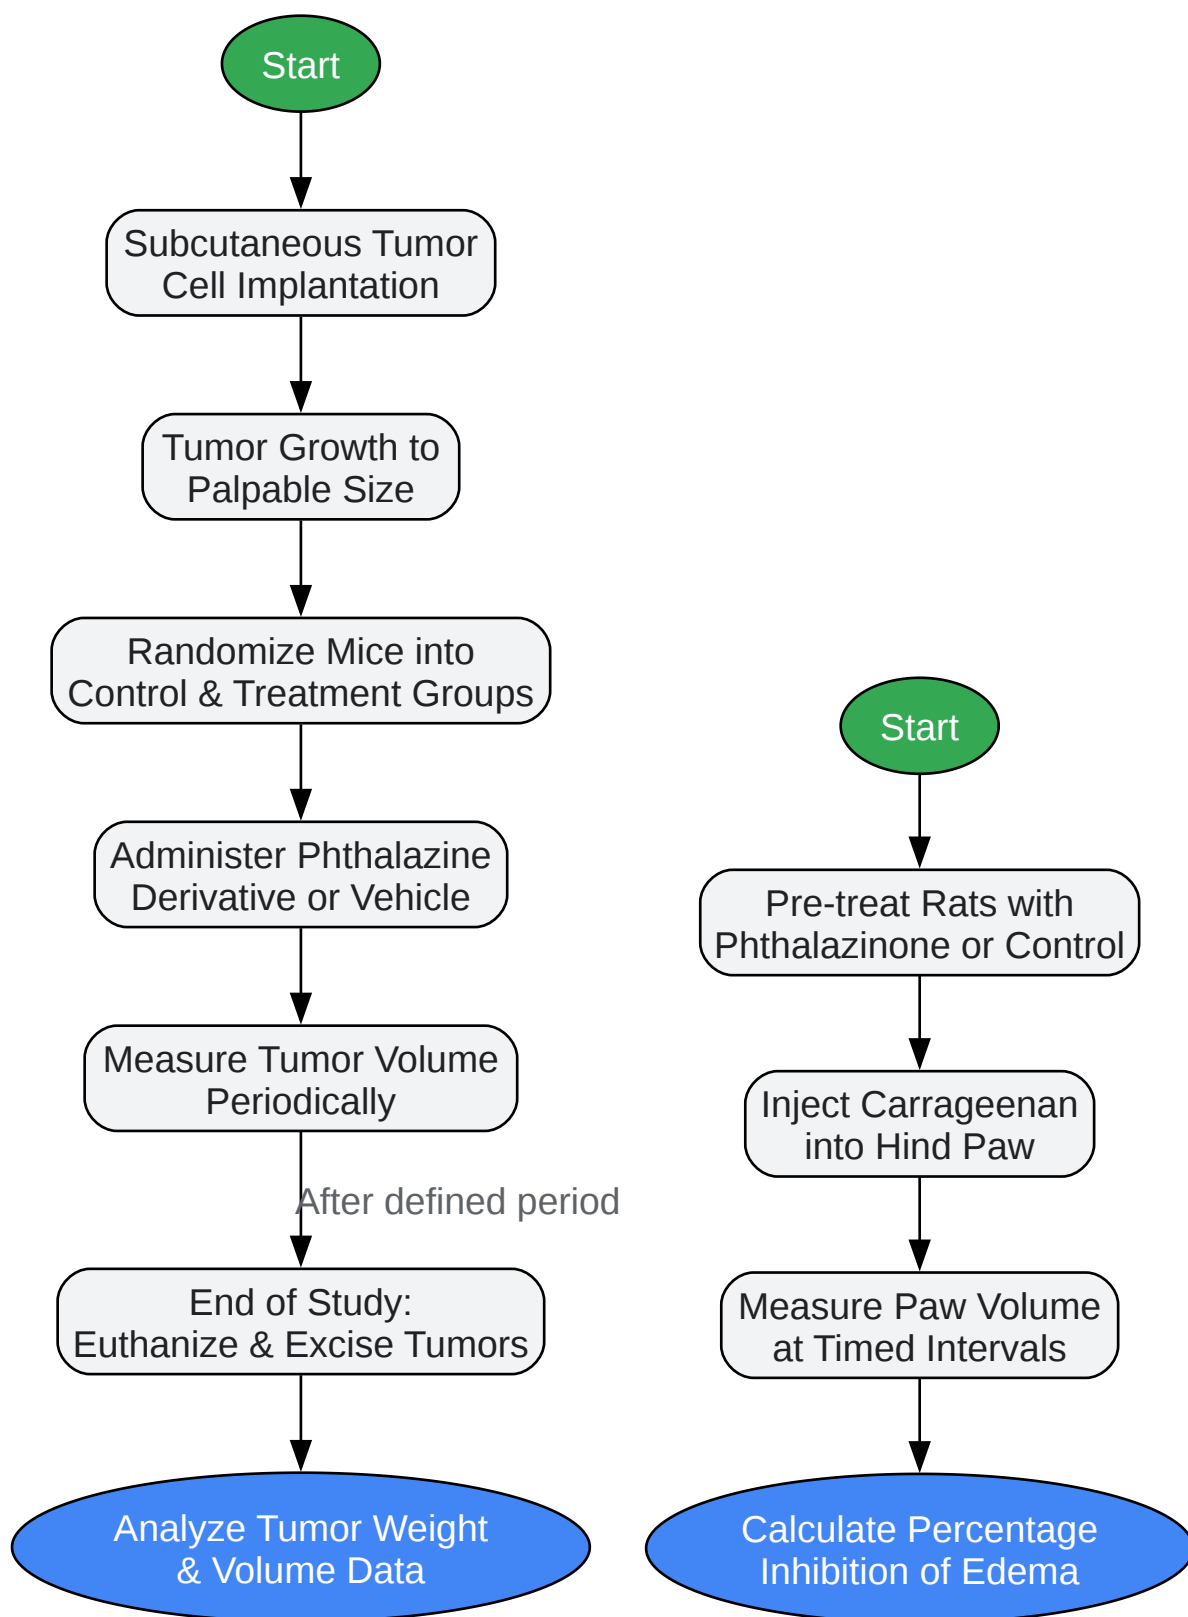 Start
Subcutaneous Tumor
Cell Implantation
Tumor Growth to
Palpable Size
Randomize Mice into
Control & Treatment Groups
Administer Phthalazine
Derivative or Vehicle
Measure Tumor Volume
Periodically
After defined period
End of Study:
Euthanize & Excise Tumors
Analyze Tumor Weight
& Volume Data
Start
Pre-treat Rats with
Phthalazinone or Control
Inject Carrageenan
into Hind Paw
Measure Paw Volume
at Timed Intervals
Calculate Percentage
Inhibition of Edema